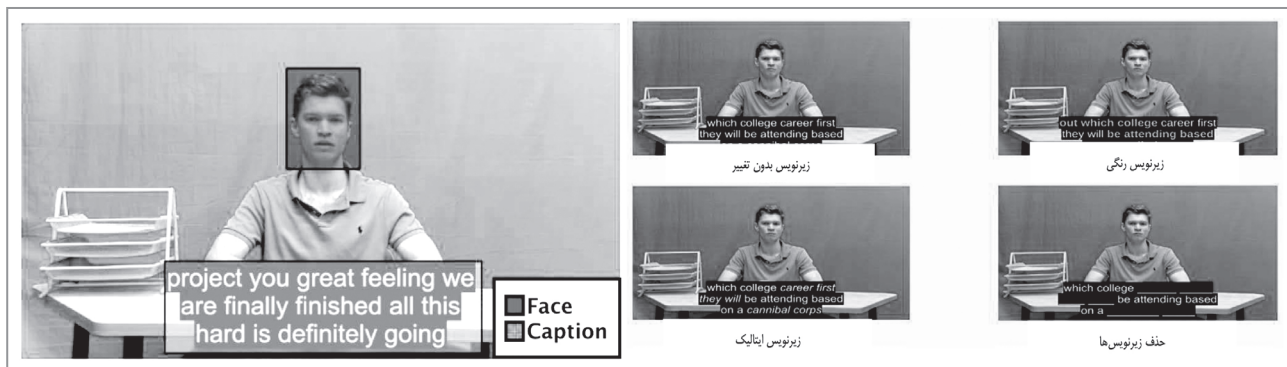 project you great feeling we
are finally finished all this
hard is definitely going
Face
Caption
which college career first
they will be attending based
زیرنویس بدون تغییر
out which college career first
they will be attending based
زیرنویس رنگی
which college career first
they will be attending based
on a cannibal corps
زیرنویس ایتالیک
which college ____
____ be attending based
on a ____
حذف زیرنویس‌ها